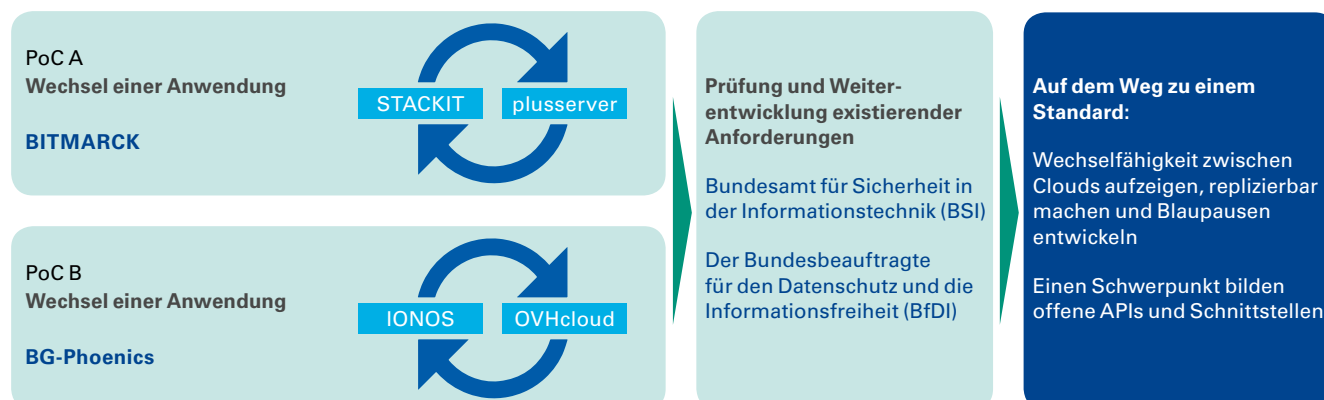 PoC A
Wechsel einer Anwendung
BITMARCK
STACKIT
plusserver
PoC B
Wechsel einer Anwendung
BG-Phoenics
IONOS
OVHcloud
Prüfung und Weiter-
entwicklung existierender
Anforderungen
Bundesamt für Sicherheit in
der Informationstechnik (BSI)
Der Bundesbeauftragte
für den Datenschutz und die
Informationsfreiheit (BfDI)
Auf dem Weg zu einem
Standard:
Wechselfähigkeit zwischen
Clouds aufzeigen, replizierbar
machen und Blaupausen
entwickeln
Einen Schwerpunkt bilden
offene APIs und Schnittstellen